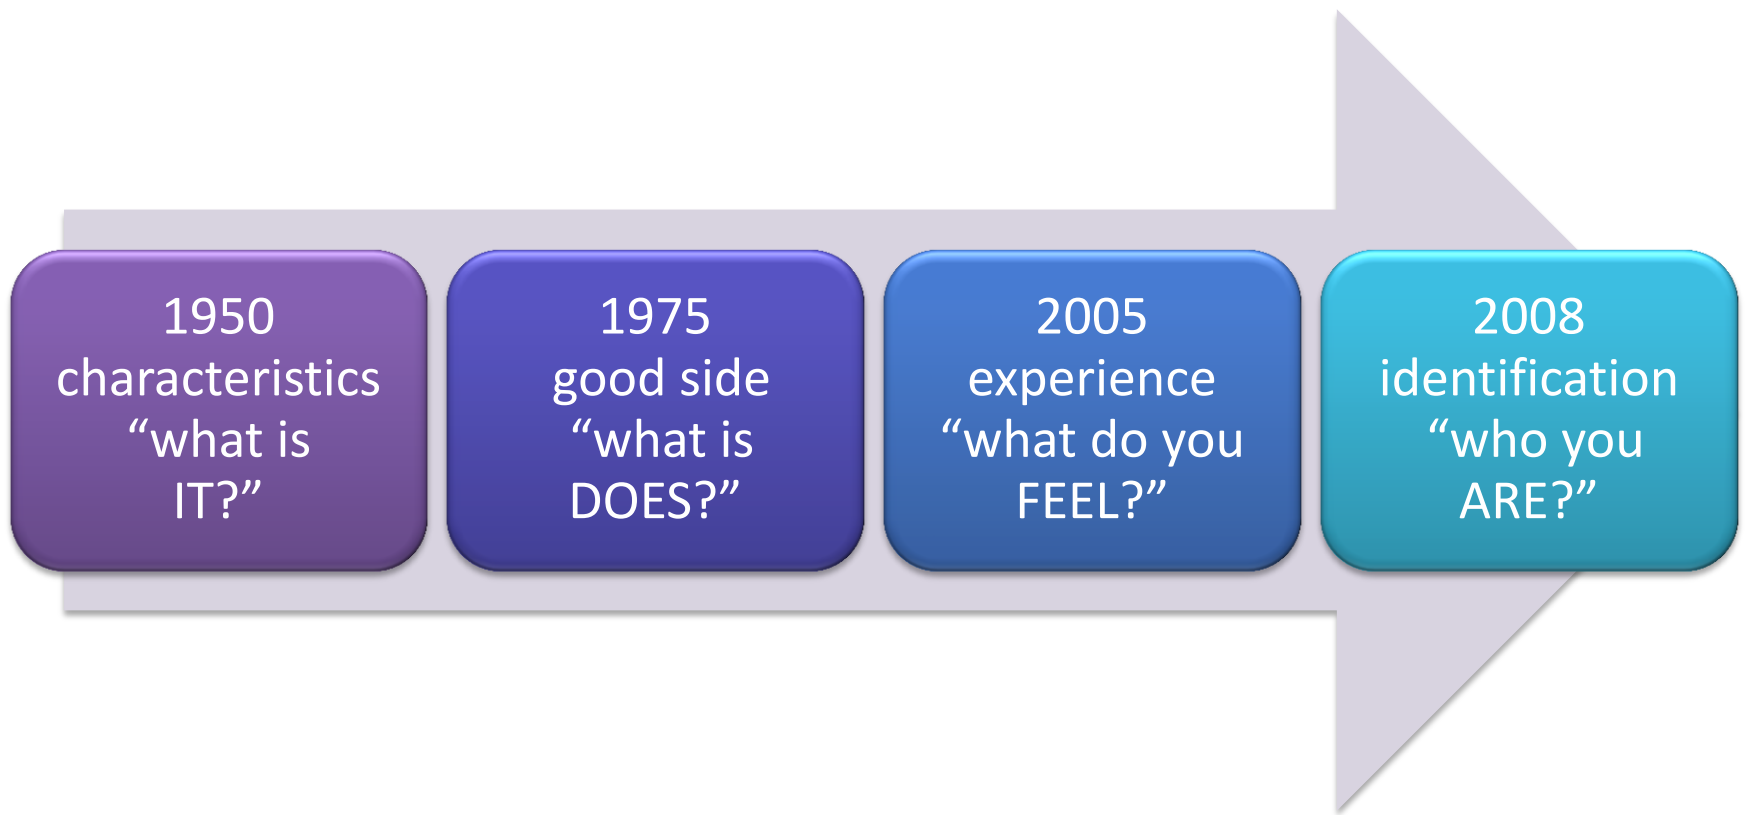 1950
characteristics
“what is
IT?”
1975
good side
“what is
DOES?”
2005
experience
“what do you
FEEL?”
2008
identification
“who you
ARE?”